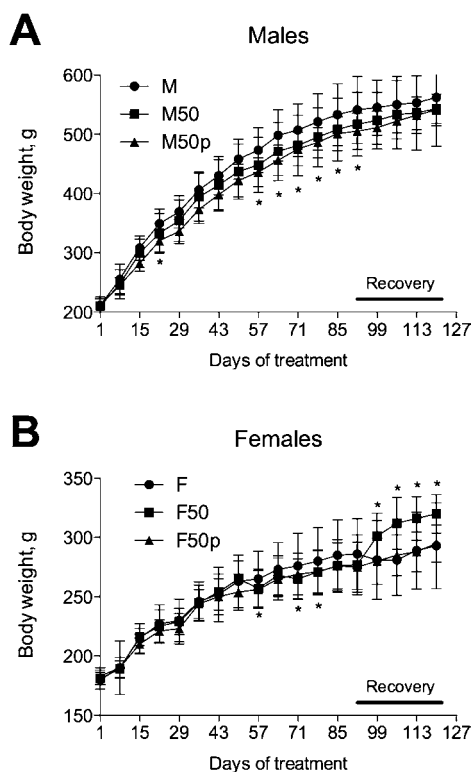 A
Males
600
500
400
300
200
Body weight, g
M
M50
M50p
* * * * * *
*
Recovery
1 15 29 43 57 71 85 99 113 127
Days of treatment
B
Females
350
300
250
200
150
Body weight, g
F
F50
F50p
* * * *
* * *
Recovery
1 15 29 43 57 71 85 99 113 127
Days of treatment